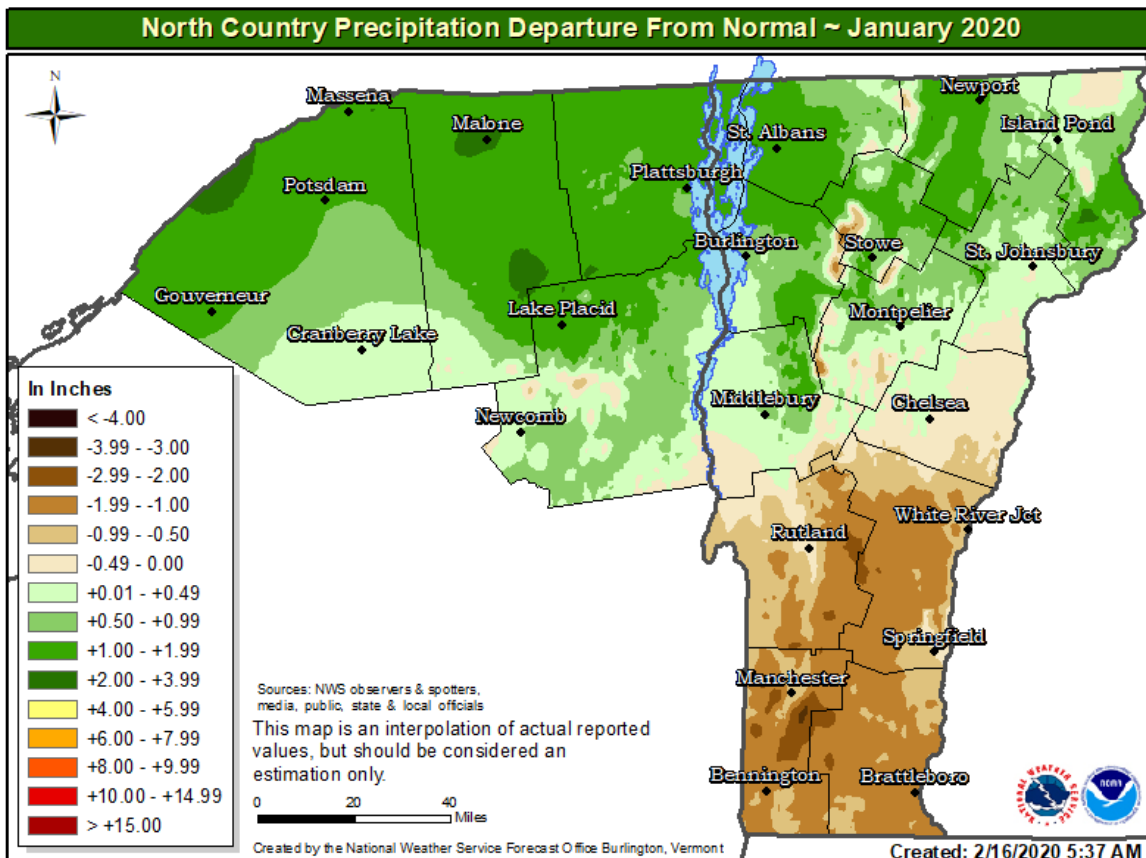 North Country Precipitation Departure From Normal ~ January 2020
N
Massena
Malone
Newport
St. Albans
Island Pond
Potsdam
Plattsburgh
Burlington
Stowe
St. Johnsbury
Gouverneur
Lake Placid
Montpelier
Cranberry Lake
Newcomb
Middlebury
Chelsea
White River Jct
Rutland
Springfield
Manchester
Bennington
Brattleboro
In Inches
< -4.00
-3.99 - -3.00
-2.99 - -2.00
-1.99 - -1.00
-0.99 - -0.50
-0.49 - 0.00
+0.01 - +0.49
+0.50 - +0.99
+1.00 - +1.99
+2.00 - +3.99
+4.00 - +5.99
+6.00 - +7.99
+8.00 - +9.99
+10.00 - +14.99
> +15.00
Sources: NWS observers & spotters,
media, public, state & local officials
This map is an interpolation of actual reported
values, but should be considered an
estimation only.
0 20 40
Miles
Created by the National Weather Service Forecast Office Burlington, Vermont
NATIONAL WEATHER SERVICE
noaa
Created: 2/16/2020 5:37 AM